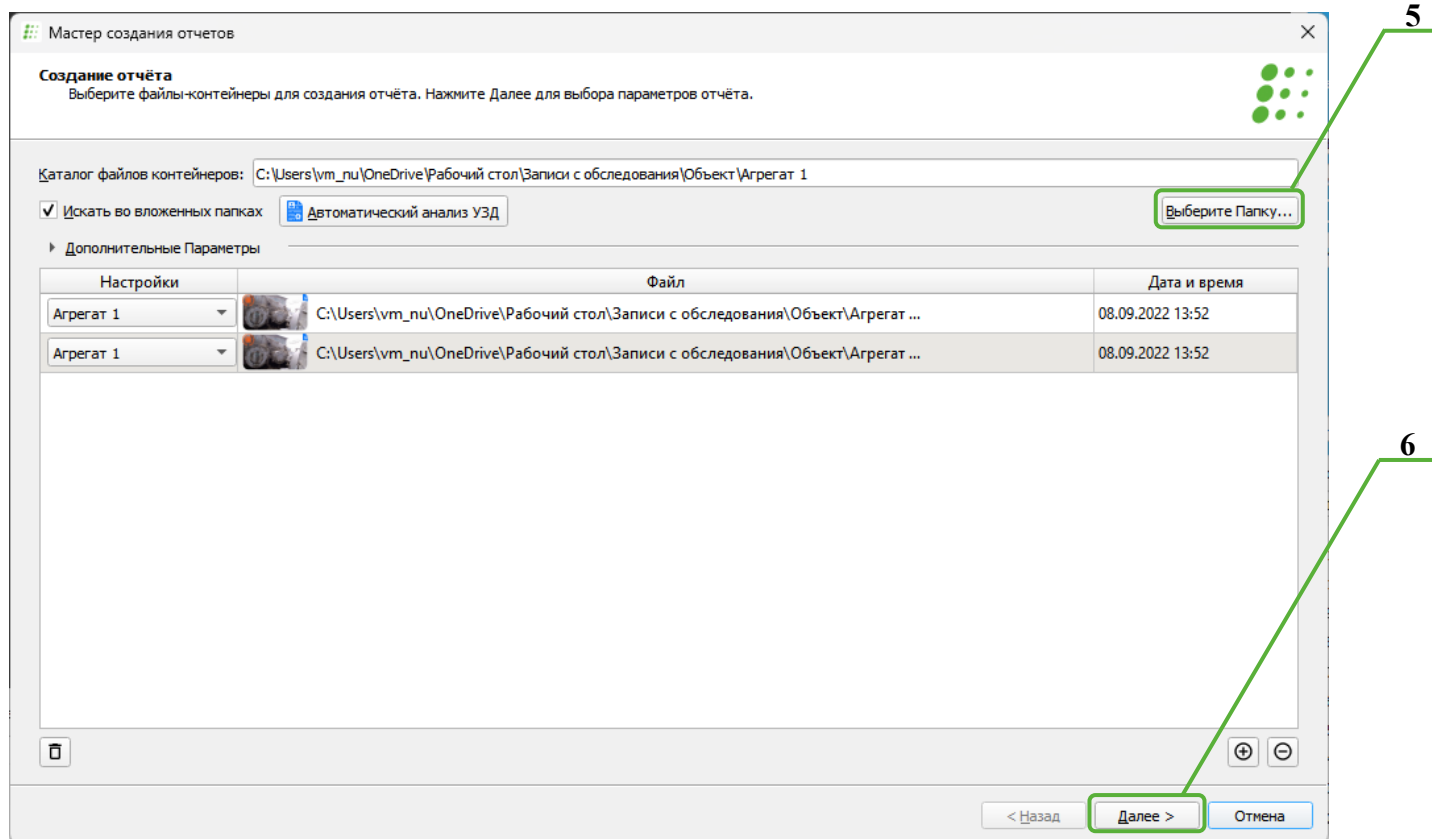 5
Мастер создания отчетов
Создание отчёта
Выберите файлы-контейнеры для создания отчёта. Нажмите Далее для выбора параметров отчёта.
Каталог файлов контейнеров: C:\Users\vm_nu\OneDrive\Рабочий стол\Записи с обследования\Объект\Агрегат 1
Искать во вложенных папках Автоматический анализ УЗД Выберите Папку...
Дополнительные Параметры
Настройки Файл Дата и время
Агрегат 1 C:\Users\vm_nu\OneDrive\Рабочий стол\Записи с обследования\Объект\Агрегат ... 08.09.2022 13:52
Агрегат 1 C:\Users\vm_nu\OneDrive\Рабочий стол\Записи с обследования\Объект\Агрегат ... 08.09.2022 13:52
6
< Назад Далее > Отмена